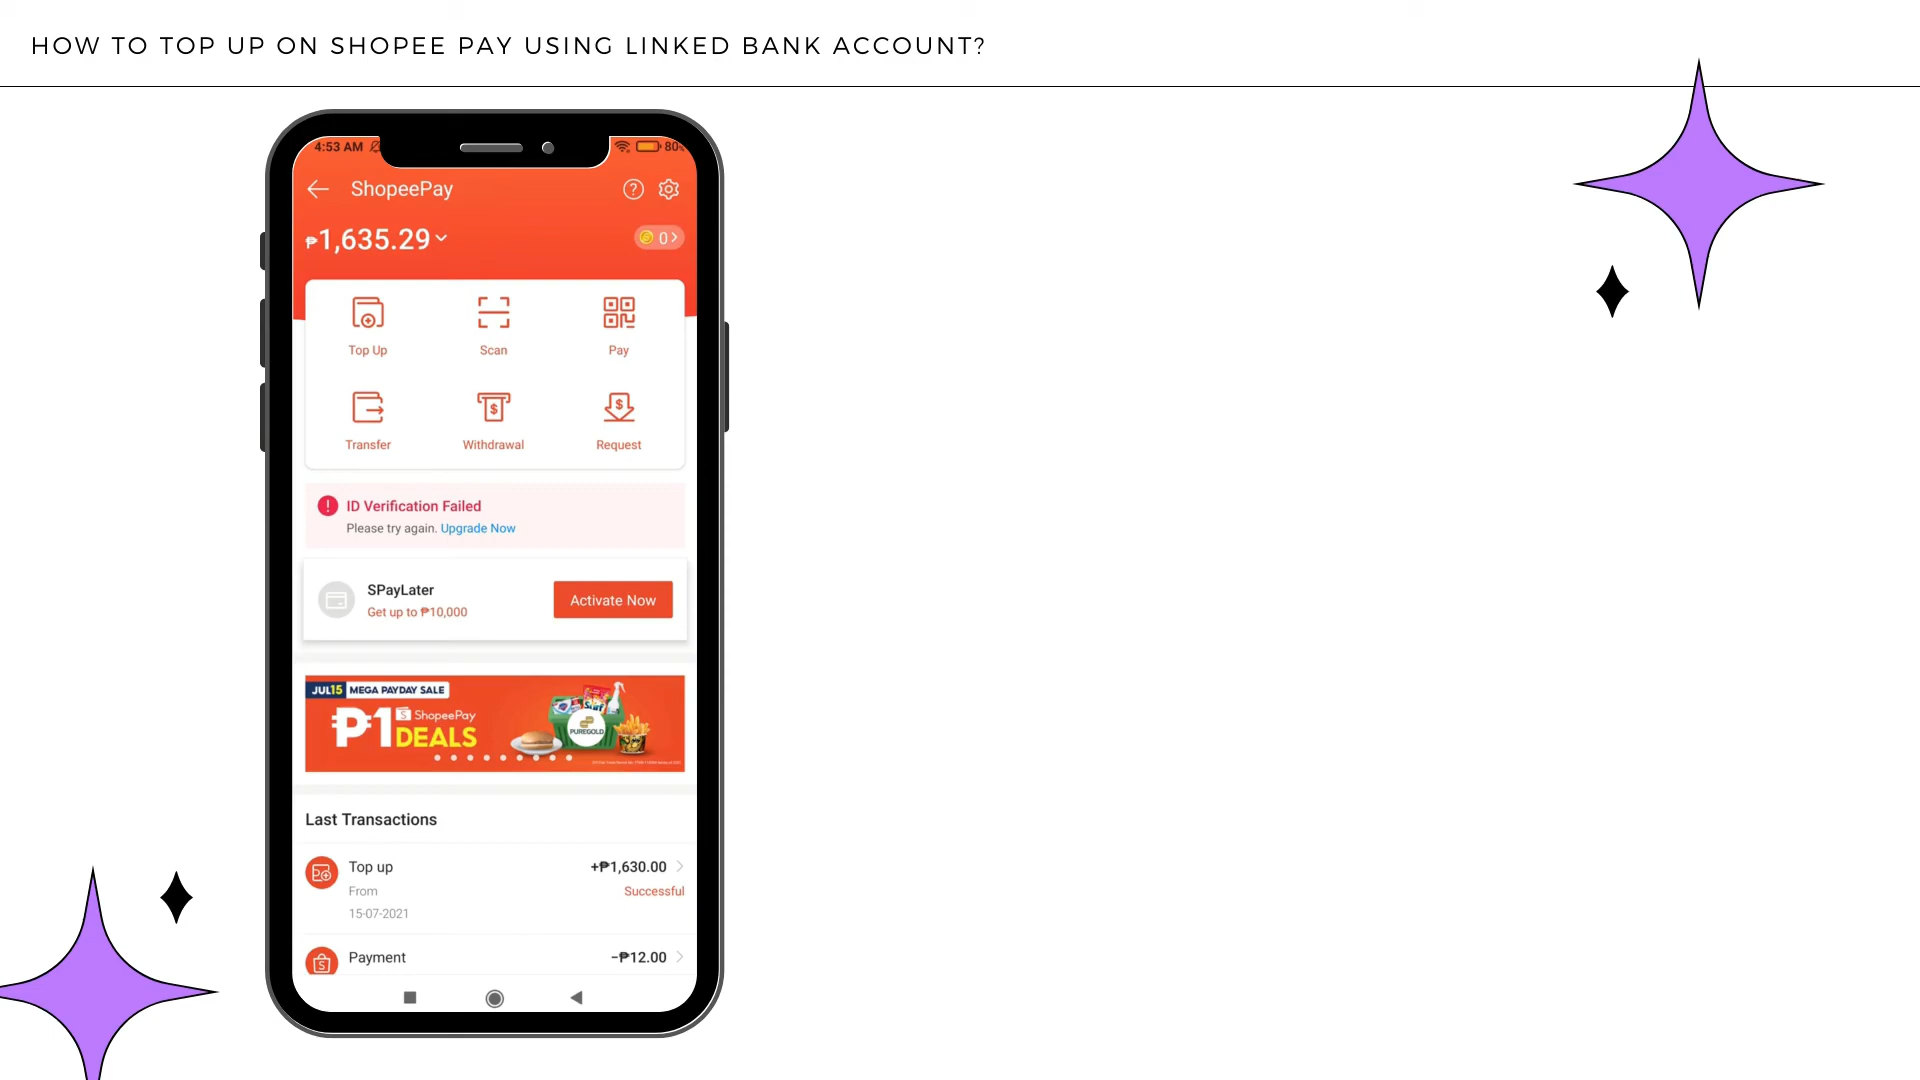 HOW TO TOP UP ON SHOPEE PAY USING LINKED BANK ACCOUNT?
4:53 AM 80%
ShopeePay
₱1,635.29 0
Top Up Scan Pay
Transfer Withdrawal Request
ID Verification Failed
Please try again. Upgrade Now
SPayLater
Get up to ₱10,000
Activate Now
JUL15 MEGA PAYDAY SALE
₱1 ShopeePay
DEALS
Surf
PUREGOLD
Last Transactions
Top up +₱1,630.00
From Successful
15-07-2021
Payment -₱12.00